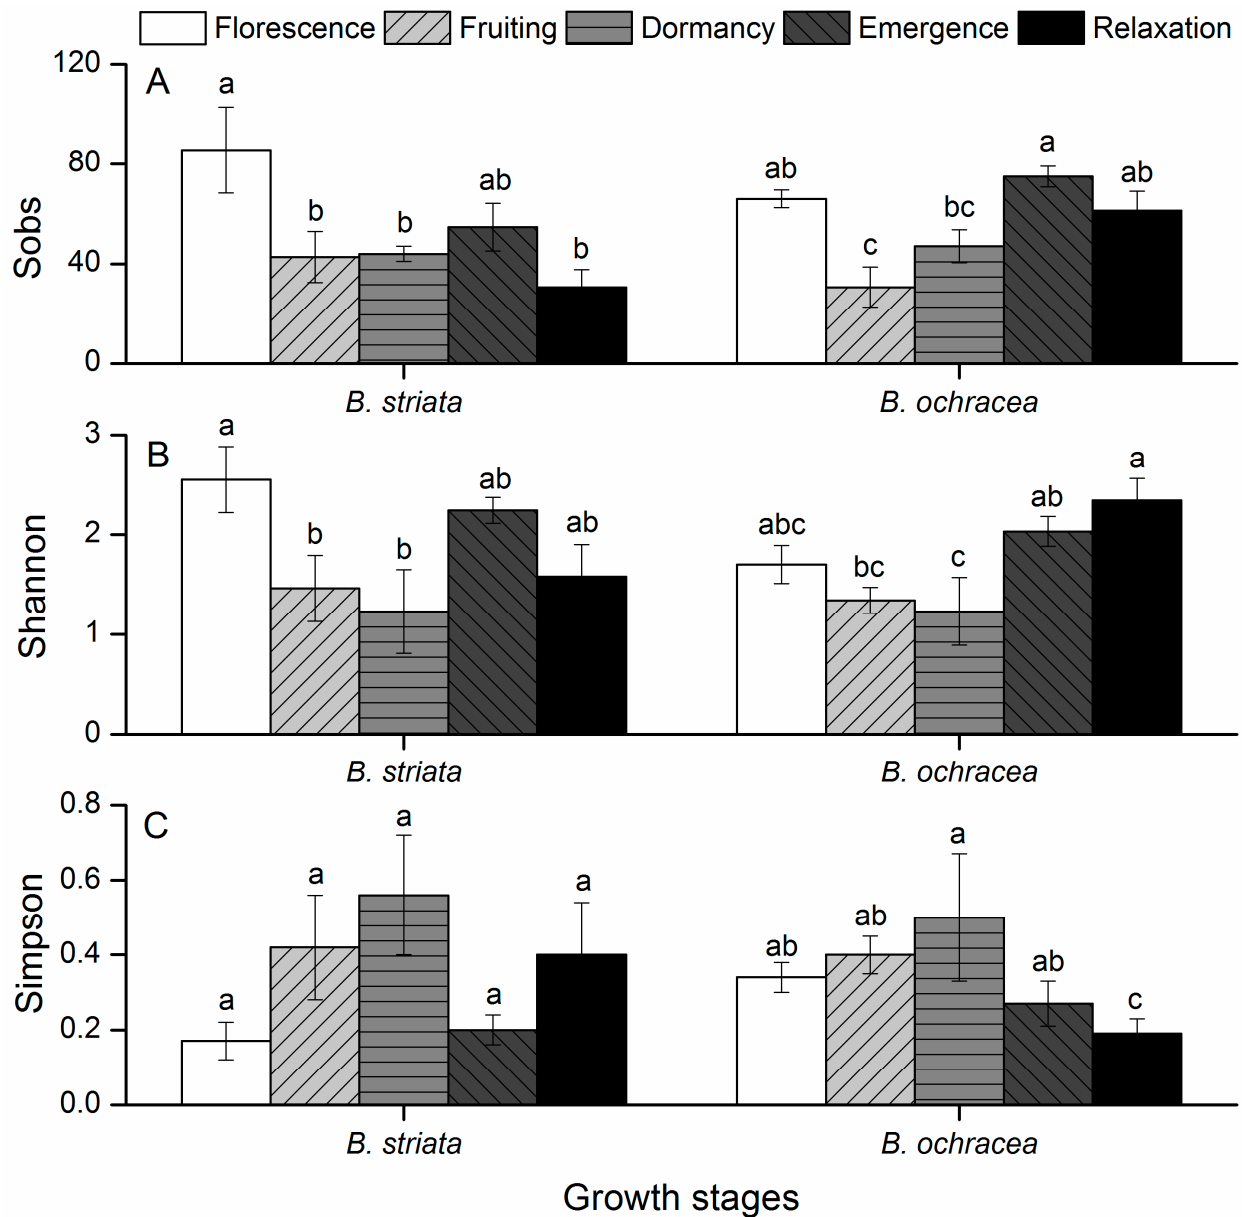 Florescence Fruiting Dormancy Emergence Relaxation
A
120
80
40
0
Sobs
a b b ab b ab c bc a ab
B. striata B. ochracea
B
3
2
1
0
Shannon
a b b ab ab abc bc c ab a
B. striata B. ochracea
C
0.8
0.6
0.4
0.2
0.0
Simpson
a a a a a ab ab a ab c
B. striata B. ochracea
Growth stages